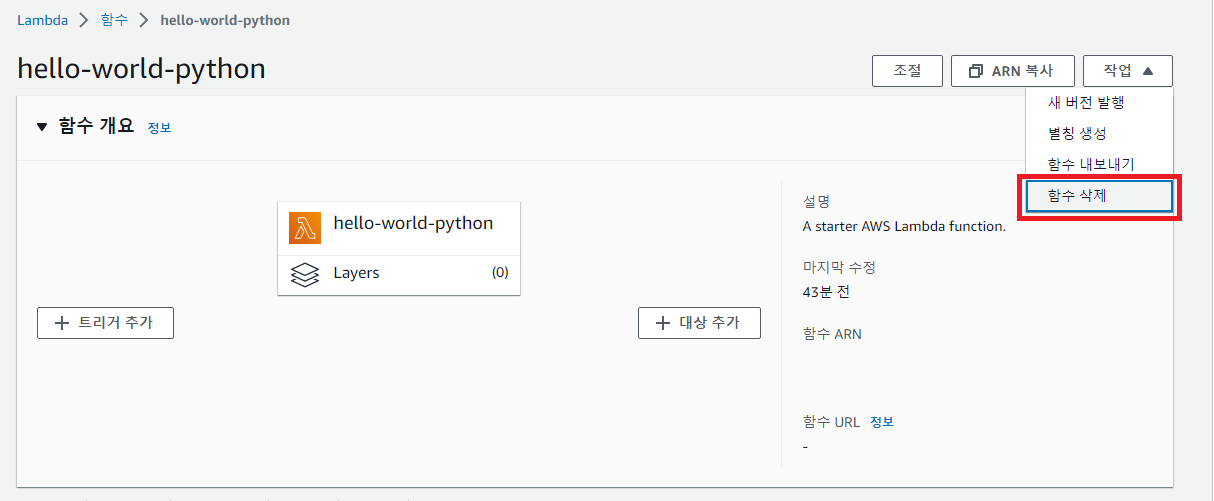 Lambda > 함수 > hello-world-python
hello-world-python
조절
ARN 복사
작업
새 버전 발행
별칭 생성
함수 내보내기
함수 삭제
함수 개요 정보
hello-world-python
Layers (0)
+ 트리거 추가
+ 대상 추가
설명
A starter AWS Lambda function.
마지막 수정
43분 전
함수 ARN
함수 URL 정보
-